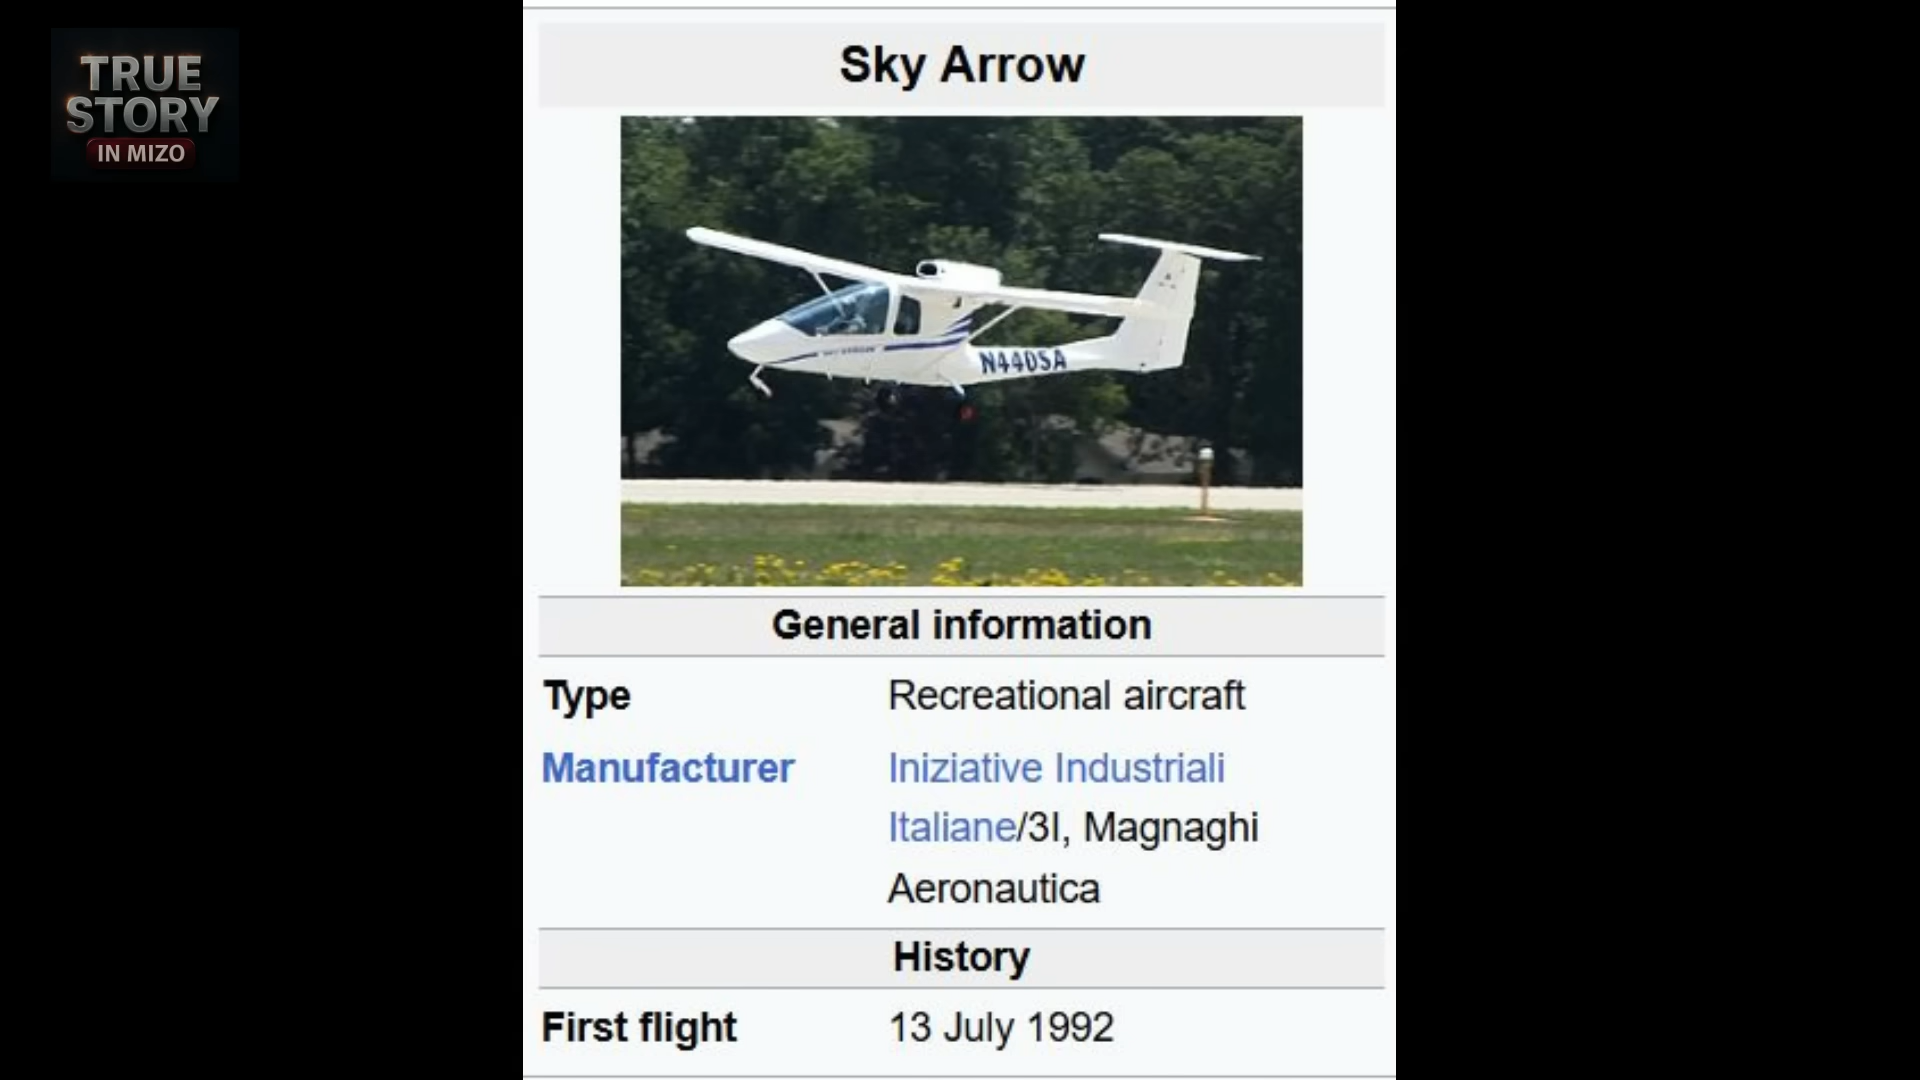 TRUE
STORY
IN MIZO
Sky Arrow
N440SA
General information
Type Recreational aircraft
Manufacturer Iniziative Industriali
Italiane/3I, Magnaghi
Aeronautica
History
First flight 13 July 1992